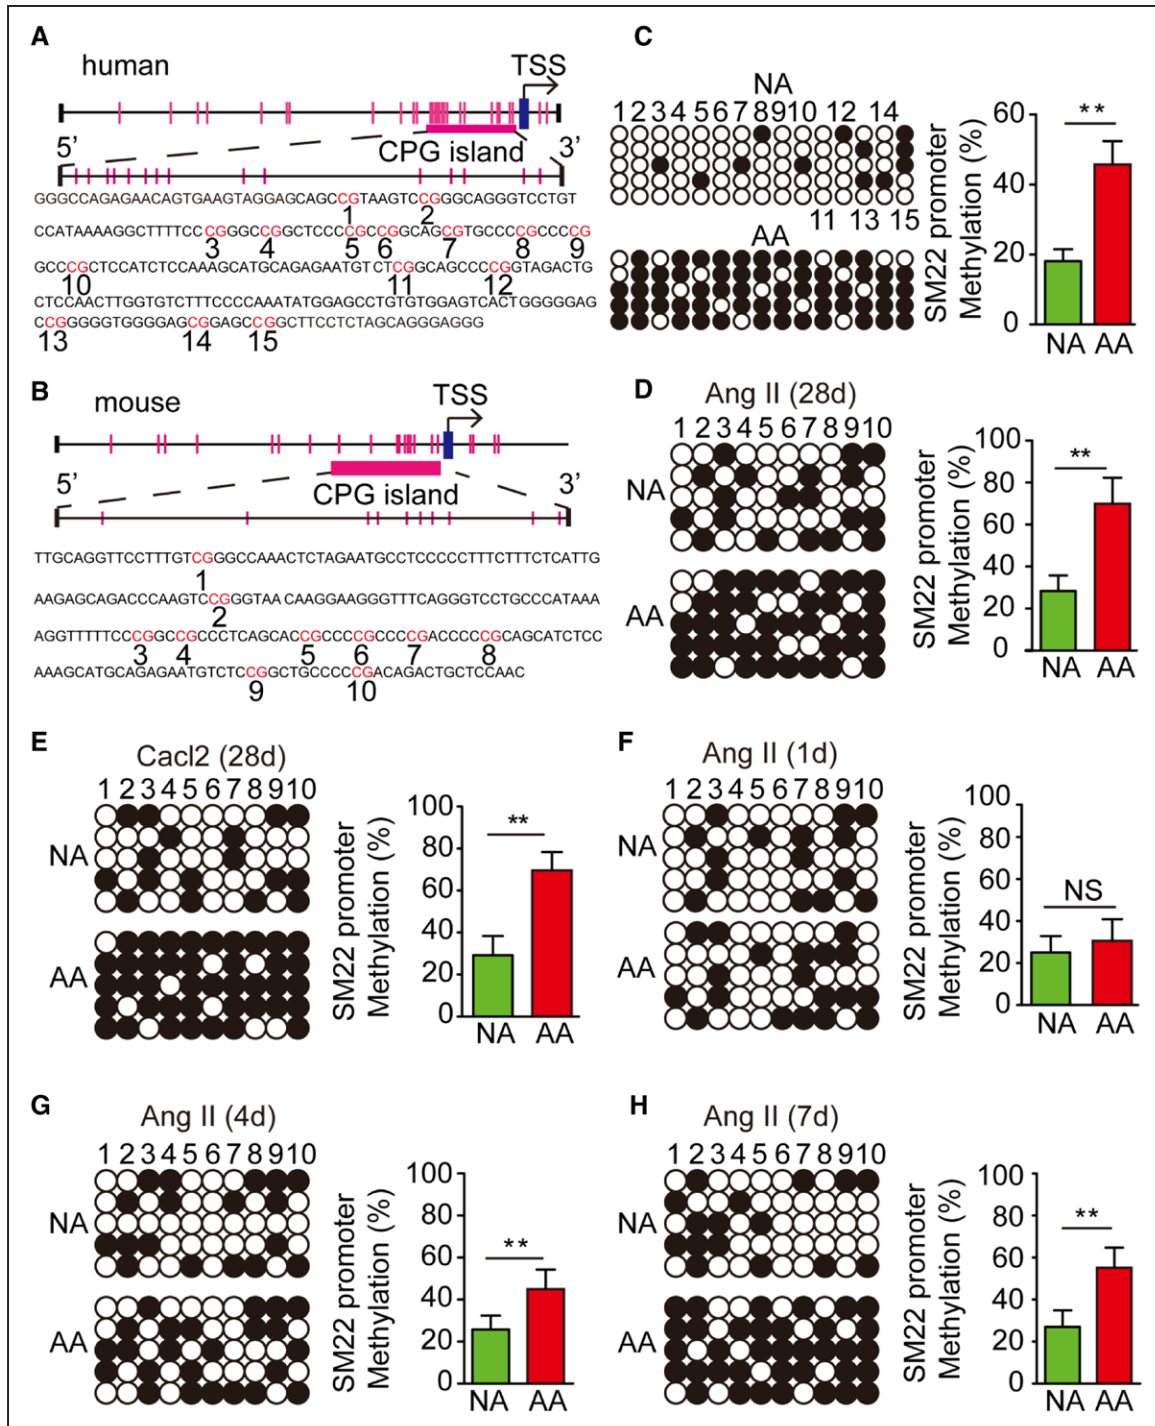 A
human
TSS
5'
CPG island
3'
GGGCCAGAGAACAGTGAAGTAGGAGCAGCCCGTAAGTCCGGGCAGGGTCCTGT
1 2
CCATAAAAGGCTTTTCCCGGGCCGGCTCCCCGCCGGCAGCGTGCCCCGCCCCG
3 4 5 6 7 8 9
GCCCGCTCCATCTCCAAAGCATGCAGAGAATGTCTCGGCAGCCCCGGTAGACTG
10 11 12
CTCCAACTTGGTGTCTTTCCCCAAATATGGAGCCTGTGTGGAGTCACTGGGGGAG
CCGGGGGTGGGGAGCGGAGCCGGCTTCCTCTAGCAGGGAGGG
13 14 15
B
mouse
TSS
5'
CPG island
3'
TTGCAGGTTCCTTTGTCGGGCCAAACTCTAGAATGCCTCCCCCTTTCTTTCTCATTG
1
AAGAGCAGACCCAAGTCCGGGTAACAAGGAAGGGTTTCAGGGTCCTGCCCATAAA
2
AGGTTTTTCCCGGCCGCCCTCAGCACCGCCCCGCCCCGACCCCCGCAGCATCTCC
3 4 5 6 7 8
AAAGCATGCAGAGAATGTCTCCGGCTGCCCCCGACAGACTGCTCCAAC
9 10
C
NA
1 2 3 4 5 6 7 8 9 10 12 14
11 13 15
AA
SM22 promoter
Methylation (%)
60
40
20
0
**
NA AA
D
Ang II (28d)
1 2 3 4 5 6 7 8 9 10
NA
AA
SM22 promoter
Methylation (%)
100
80
60
40
20
0
**
NA AA
E
Cacl2 (28d)
1 2 3 4 5 6 7 8 9 10
NA
AA
SM22 promoter
Methylation (%)
100
80
60
40
20
0
**
NA AA
F
Ang II (1d)
1 2 3 4 5 6 7 8 9 10
NA
AA
SM22 promoter
Methylation (%)
100
80
60
40
20
0
NS
NA AA
G
Ang II (4d)
1 2 3 4 5 6 7 8 9 10
NA
AA
SM22 promoter
Methylation (%)
100
80
60
40
20
0
**
NA AA
H
Ang II (7d)
1 2 3 4 5 6 7 8 9 10
NA
AA
SM22 promoter
Methylation (%)
100
80
60
40
20
0
**
NA AA